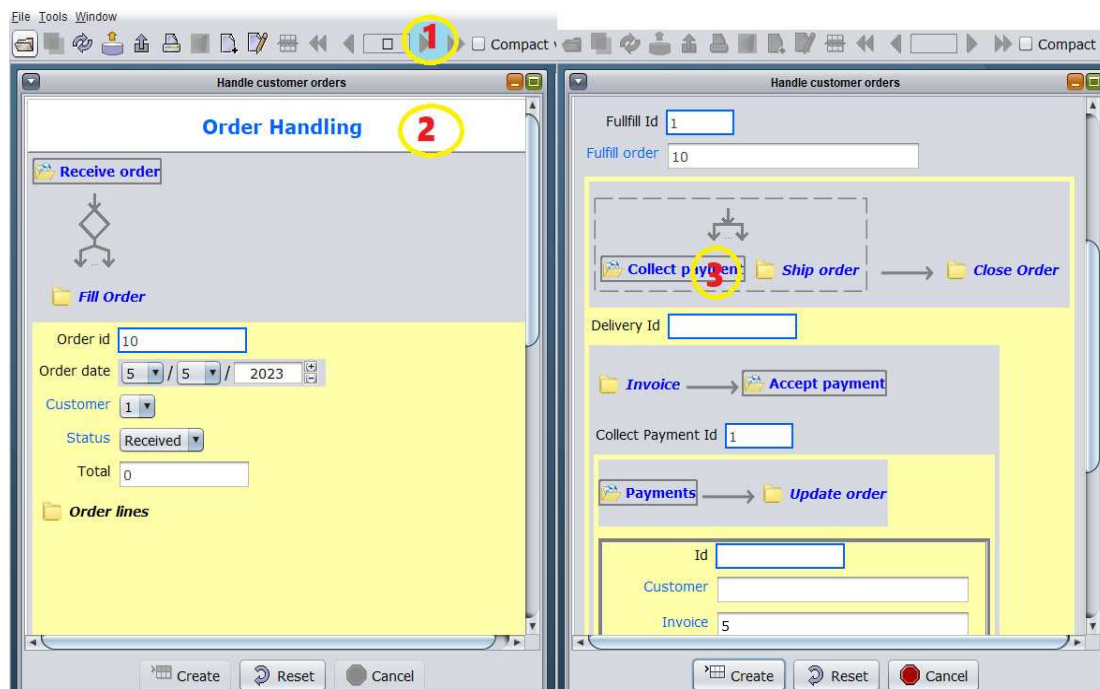 File Tools Window
1 Compact
Compact
Handle customer orders
Order Handling 2
Receive order
...
Fill Order
Order id 10
Order date 5 / 5 / 2023
Customer 1
Status Received
Total 0
Order lines
Create Reset Cancel
Handle customer orders
Fullfill Id 1
Fulfill order 10
...
Collect payment 3 Ship order Close Order
Delivery Id
Invoice Accept payment
Collect Payment Id 1
Payments Update order
Id
Customer
Invoice 5
Create Reset Cancel